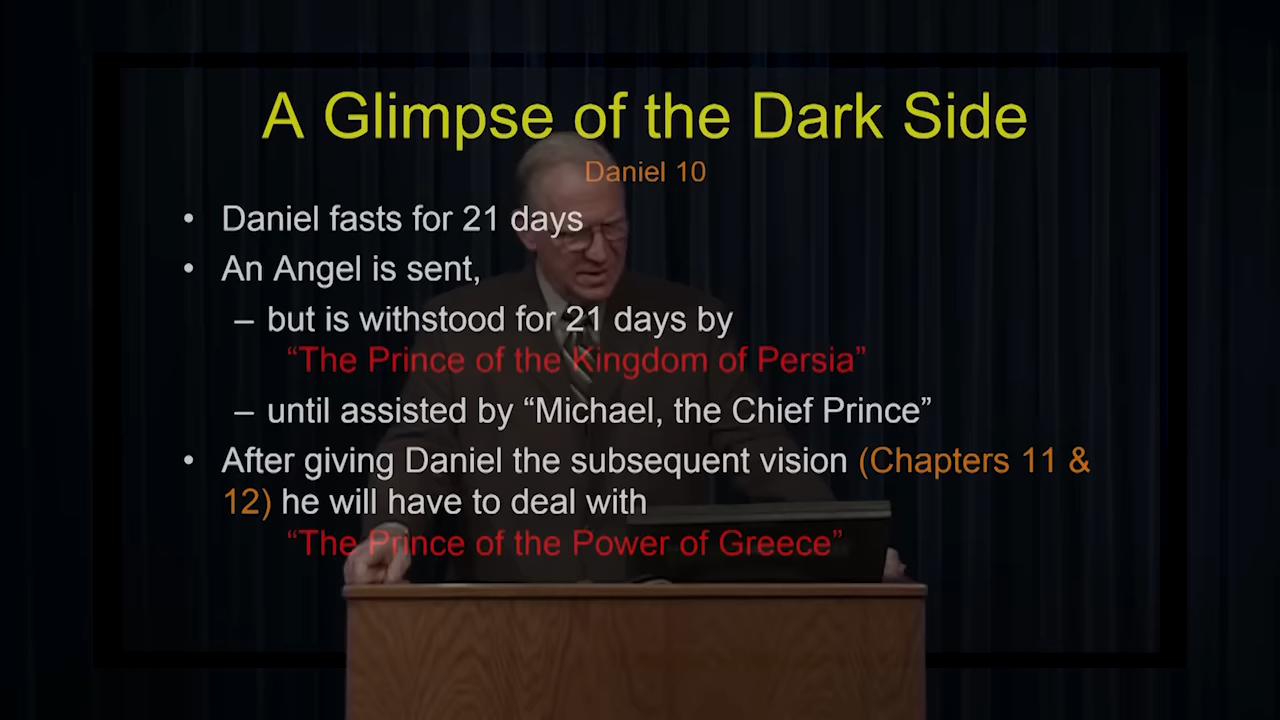 A Glimpse of the Dark Side
Daniel 10
• Daniel fasts for 21 days
• An Angel is sent,
– but is withstood for 21 days by
“The Prince of the Kingdom of Persia”
– until assisted by “Michael, the Chief Prince”
• After giving Daniel the subsequent vision (Chapters 11 &
12) he will have to deal with
“The Prince of the Power of Greece”